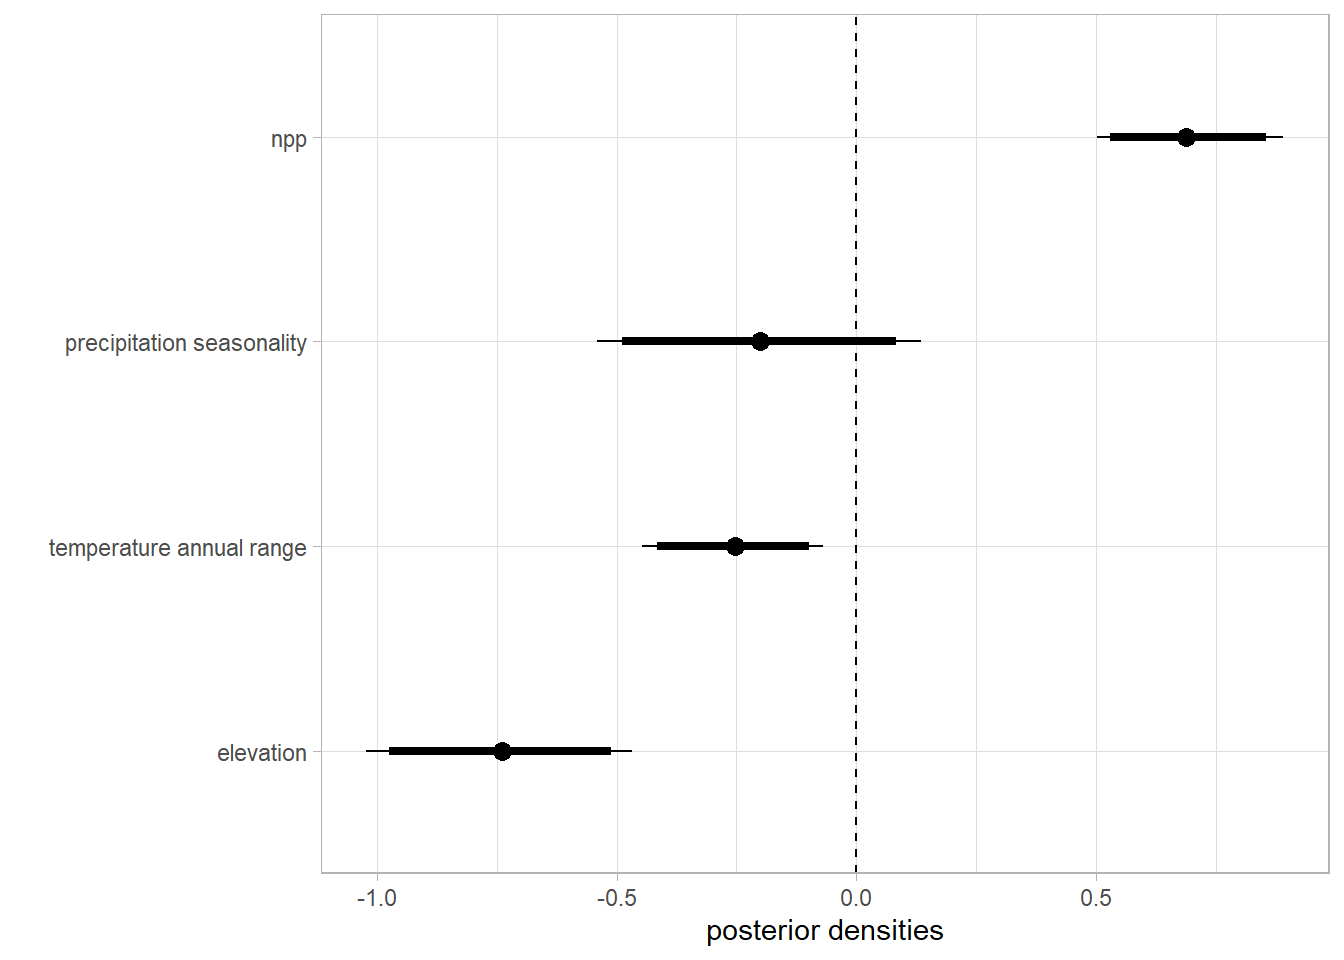 npp
precipitation seasonality
temperature annual range
elevation
-1.0 -0.5 0.0 0.5
posterior densities